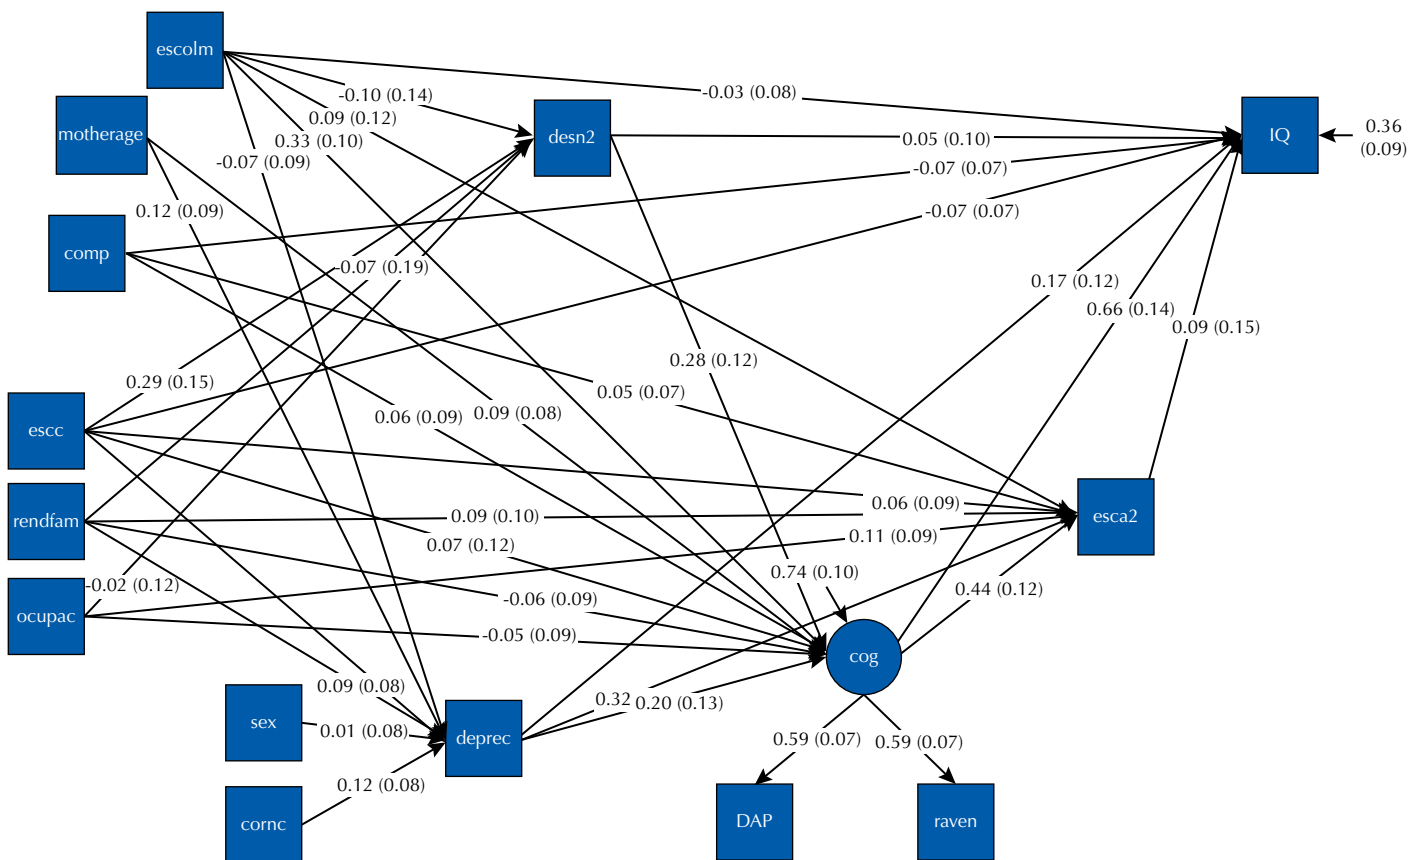 escolm
-0.03 (0.08)
-0.10 (0.14)
0.09 (0.12)
motherage
desn2
IQ
0.36
(0.09)
0.33 (0.10)
0.05 (0.10)
-0.07 (0.09)
-0.07 (0.07)
0.12 (0.09)
-0.07 (0.07)
comp
-0.07 (0.19)
0.17 (0.12)
0.66 (0.14)
0.09 (0.15)
0.28 (0.12)
0.29 (0.15)
0.05 (0.07)
0.06 (0.09)
0.09 (0.08)
escc
0.06 (0.09)
rendfam
0.09 (0.10)
esca2
0.11 (0.09)
0.07 (0.12)
0.74 (0.10)
-0.02 (0.12)
0.44 (0.12)
-0.06 (0.09)
ocupac
-0.05 (0.09)
cog
0.09 (0.08)
0.32
0.20 (0.13)
sex
0.01 (0.08)
deprec
0.59 (0.07)
0.59 (0.07)
0.12 (0.08)
cornc
DAP
raven